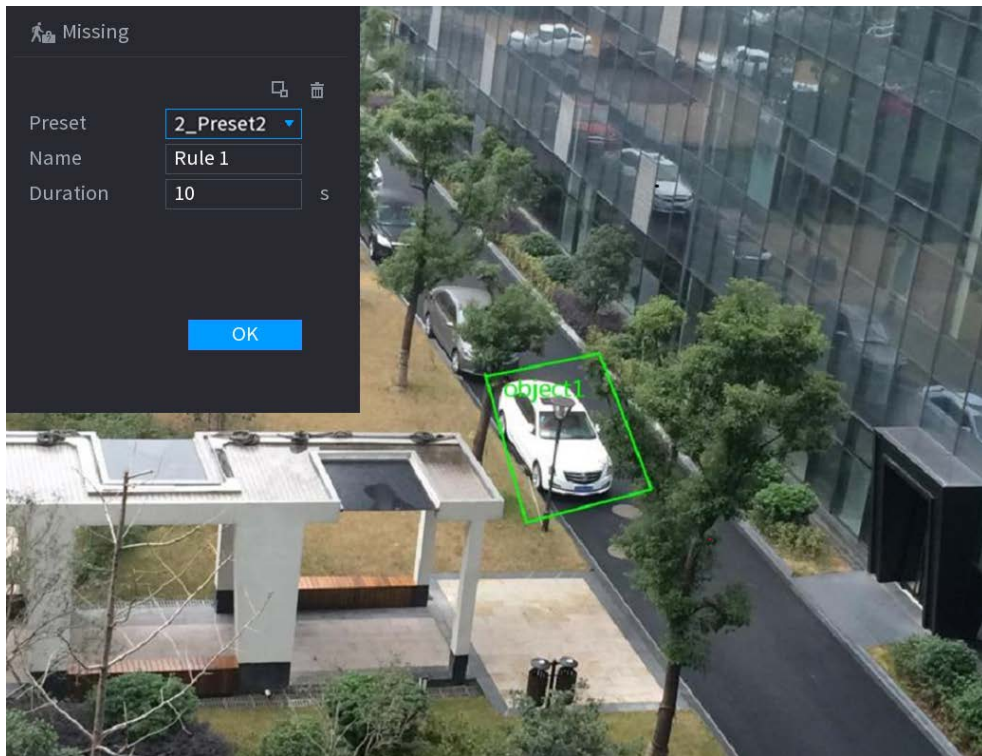 Missing
Preset 2_Preset2
Name Rule 1
Duration 10 s
OK
object1